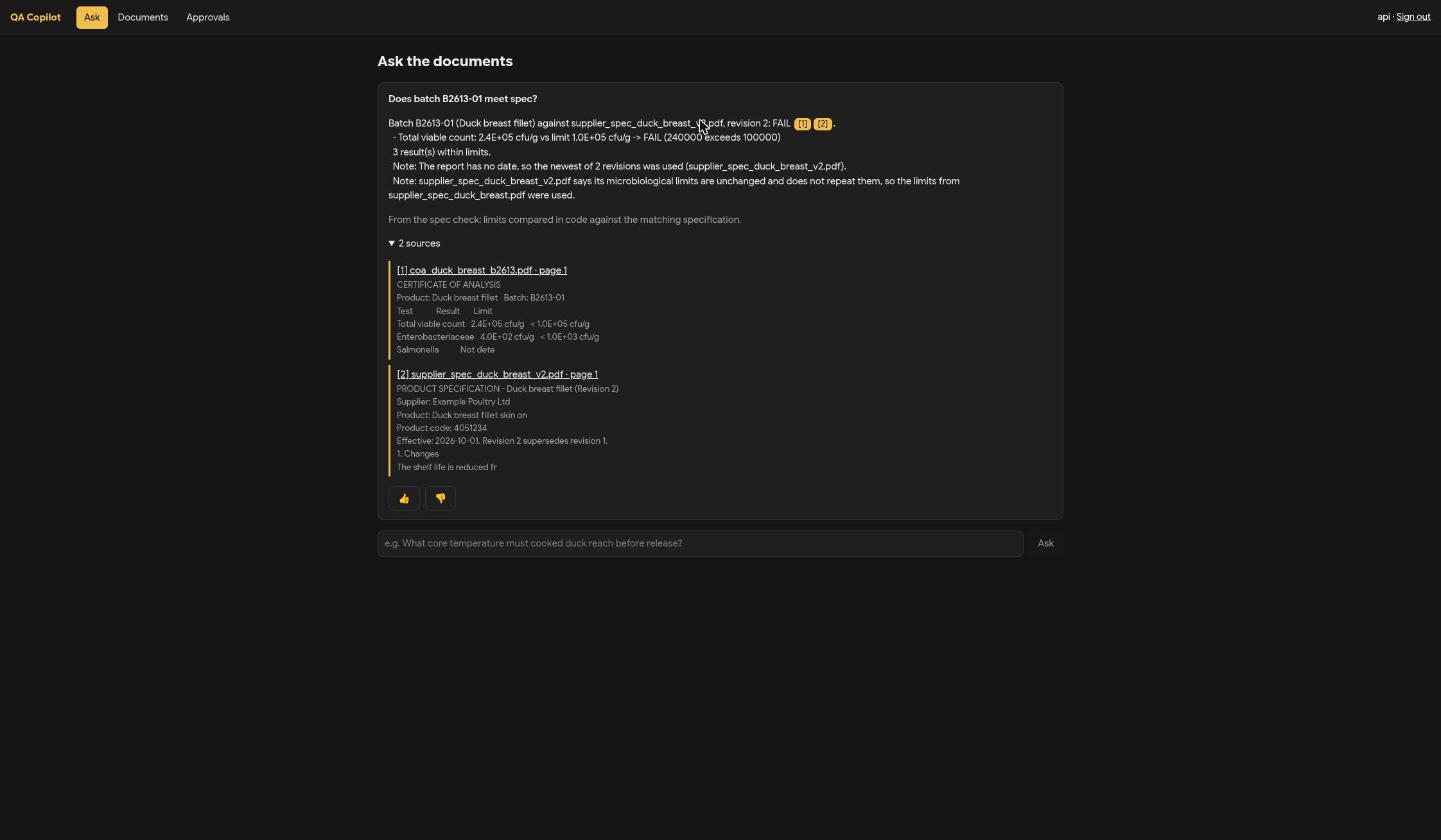 QA Copilot Ask Documents Approvals api · Sign out
Ask the documents
Does batch B2613-01 meet spec?
Batch B2613-01 (Duck breast fillet) against supplier_spec_duck_breast_v2.pdf, revision 2: FAIL [1] [2].
- Total viable count: 2.4E+05 cfu/g vs limit 1.0E+05 cfu/g -> FAIL (240000 exceeds 100000)
3 result(s) within limits.
Note: The report has no date, so the newest of 2 revisions was used (supplier_spec_duck_breast_v2.pdf).
Note: supplier_spec_duck_breast_v2.pdf says its microbiological limits are unchanged and does not repeat them, so the limits from
supplier_spec_duck_breast.pdf were used.
From the spec check: limits compared in code against the matching specification.
▼ 2 sources
[1] coa_duck_breast_b2613.pdf · page 1
CERTIFICATE OF ANALYSIS
Product: Duck breast fillet Batch: B2613-01
Test Result Limit
Total viable count 2.4E+05 cfu/g < 1.0E+05 cfu/g
Enterobacteriaceae 4.0E+02 cfu/g < 1.0E+03 cfu/g
Salmonella Not dete
[2] supplier_spec_duck_breast_v2.pdf · page 1
PRODUCT SPECIFICATION - Duck breast fillet (Revision 2)
Supplier: Example Poultry Ltd
Product: Duck breast fillet skin on
Product code: 4051234
Effective: 2026-10-01. Revision 2 supersedes revision 1.
1. Changes
The shelf life is reduced fr
e.g. What core temperature must cooked duck reach before release? Ask